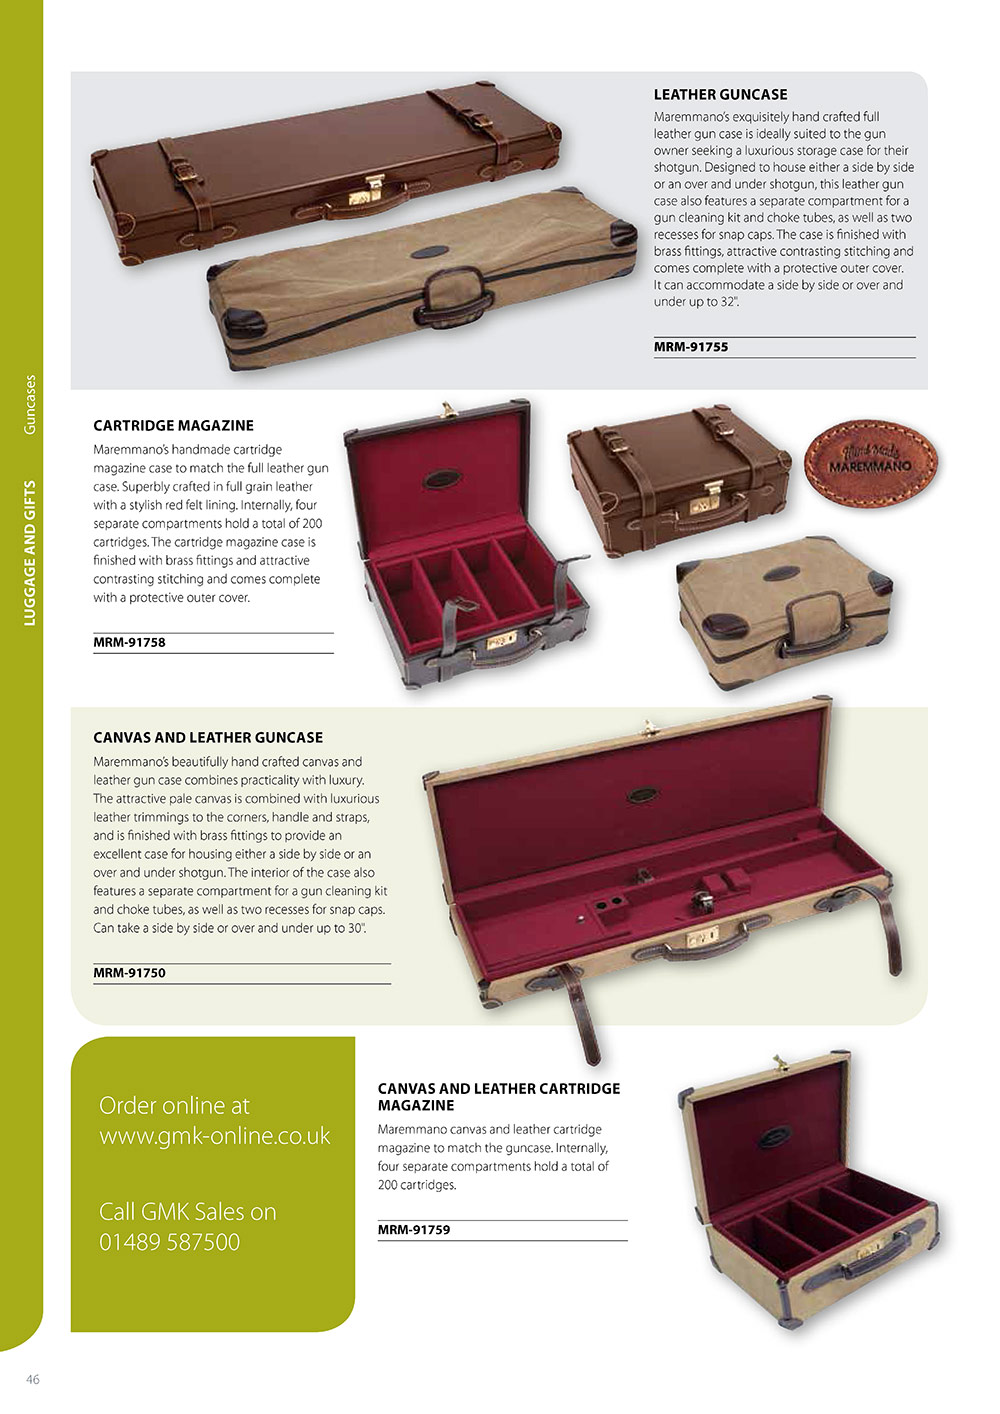 LEATHER GUNCASE
Maremmano's exquisitely hand crafted full
leather gun case is ideally suited to the gun
owner seeking a luxurious storage case for their
shotgun. Designed to house either a side by side
or an over and under shotgun, this leather gun
case also features a separate compartment for a
gun cleaning kit and choke tubes, as well as two
recesses for snap caps. The case is finished with
brass fittings, attractive contrasting stitching and
comes complete with a protective outer cover.
It can accommodate a side by side or over and
under up to 32".
MRM-91755
CARTRIDGE MAGAZINE
Maremmano's handmade cartridge
magazine case to match the full leather gun
case. Superbly crafted in full grain leather
with a stylish red felt lining. Internally, four
separate compartments hold a total of 200
cartridges. The cartridge magazine case is
finished with brass fittings and attractive
contrasting stitching and comes complete
with a protective outer cover.
MRM-91758
Hand Made
MAREMMANO
CANVAS AND LEATHER GUNCASE
Maremmano's beautifully hand crafted canvas and
leather gun case combines practicality with luxury.
The attractive pale canvas is combined with luxurious
leather trimmings to the corners, handle and straps,
and is finished with brass fittings to provide an
excellent case for housing either a side by side or an
over and under shotgun. The interior of the case also
features a separate compartment for a gun cleaning kit
and choke tubes, as well as two recesses for snap caps.
Can take a side by side or over and under up to 30".
MRM-91750
Order online at
www.gmk-online.co.uk
Call GMK Sales on
01489 587500
CANVAS AND LEATHER CARTRIDGE
MAGAZINE
Maremmano canvas and leather cartridge
magazine to match the guncase. Internally,
four separate compartments hold a total of
200 cartridges.
MRM-91759
LUGGAGE AND GIFTS Guncases
46